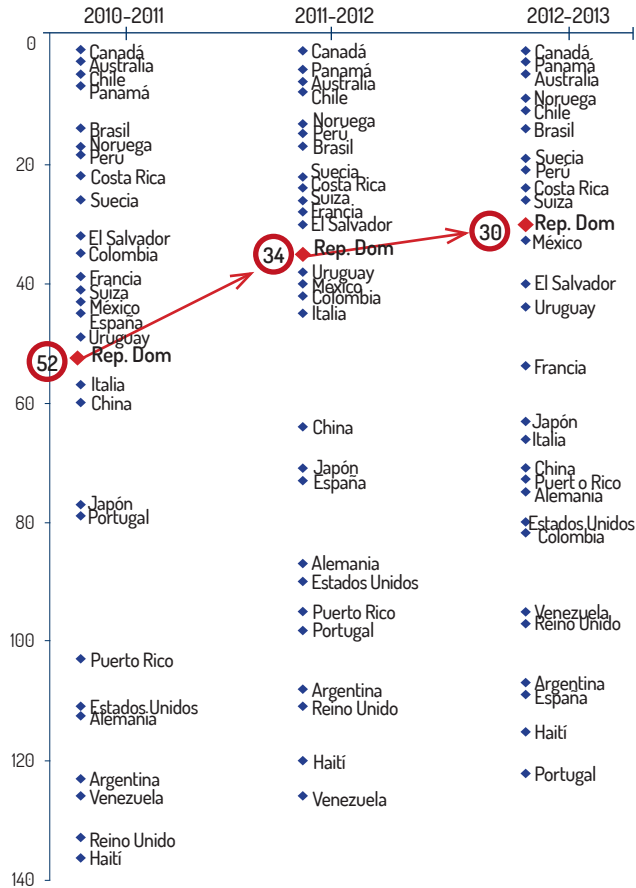 2010-2011
2011-2012
2012-2013
0
20
40
60
80
100
120
140
Canadá
Australia
Chile
Panamá
Brasil
Noruega
Perú
Costa Rica
Suecia
El Salvador
Colombia
Francia
Suiza
México
España
Uruguay
52
Rep. Dom
Italia
China
Japón
Portugal
Puerto Rico
Estados Unidos
Alemania
Argentina
Venezuela
Reino Unido
Haití
Canadá
Panamá
Australia
Chile
Noruega
Peru
Brasil
Suecia
Costa Rica
Suiza
Francia
El Salvador
34
Rep. Dom
Uruguay
México
Colombia
Italia
China
Japón
España
Alemania
Estados Unidos
Puerto Rico
Portugal
Argentina
Reino Unido
Haití
Venezuela
Canadá
Panamá
Australia
Noruega
Chile
Brasil
Suecia
Perú
Costa Rica
Suiza
30
Rep. Dom
México
El Salvador
Uruguay
Francia
Japón
Italia
China
Puert o Rico
Alemania
Estados Unidos
Colombia
Venezuela
Reino Unido
Argentina
España
Haití
Portugal